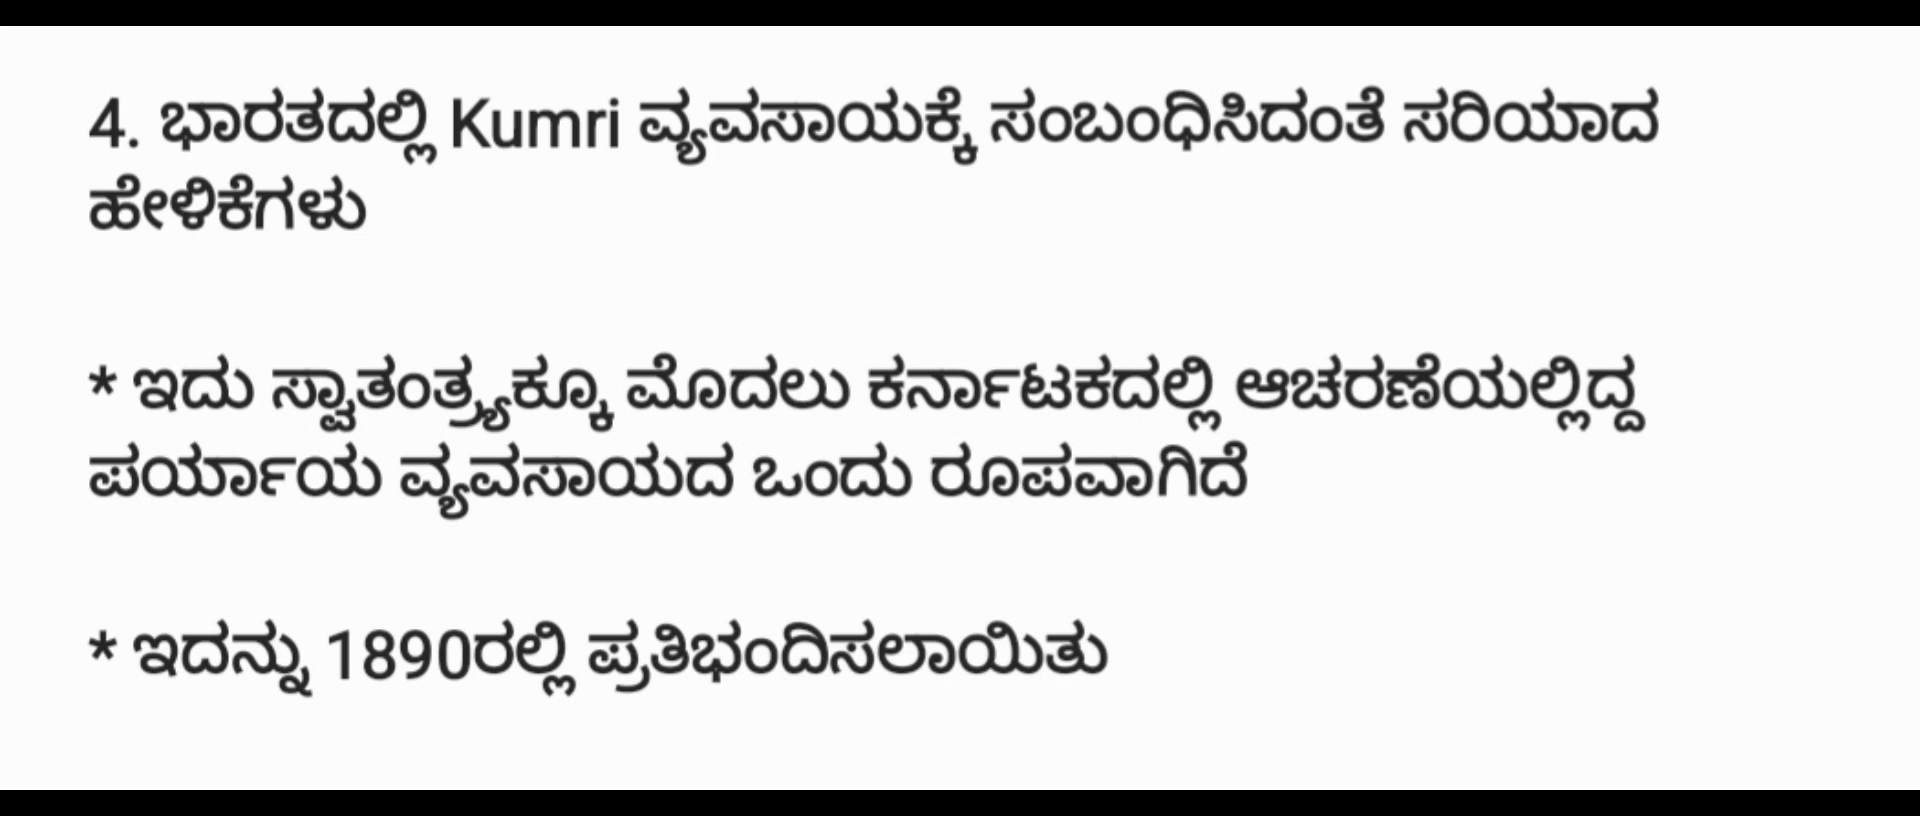 4. ಭಾರತದಲ್ಲಿ Kumri ವ್ಯವಸಾಯಕ್ಕೆ ಸಂಬಂಧಿಸಿದಂತೆ ಸರಿಯಾದ
ಹೇಳಿಕೆಗಳು
* ಇದು ಸ್ವಾತಂತ್ರ್ಯಕ್ಕೂ ಮೊದಲು ಕರ್ನಾಟಕದಲ್ಲಿ ಆಚರಣೆಯಲ್ಲಿದ್ದ
ಪರ್ಯಾಯ ವ್ಯವಸಾಯದ ಒಂದು ರೂಪವಾಗಿದೆ
* ಇದನ್ನು 1890ರಲ್ಲಿ ಪ್ರತಿಭಂದಿಸಲಾಯಿತು